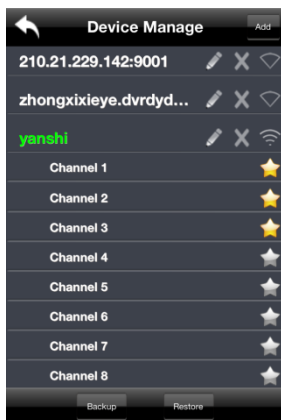 Device Manage
Add
210.21.229.142:9001
zhongxixieye.dvrdyd...
yanshi
Channel 1
Channel 2
Channel 3
Channel 4
Channel 5
Channel 6
Channel 7
Channel 8
Backup
Restore